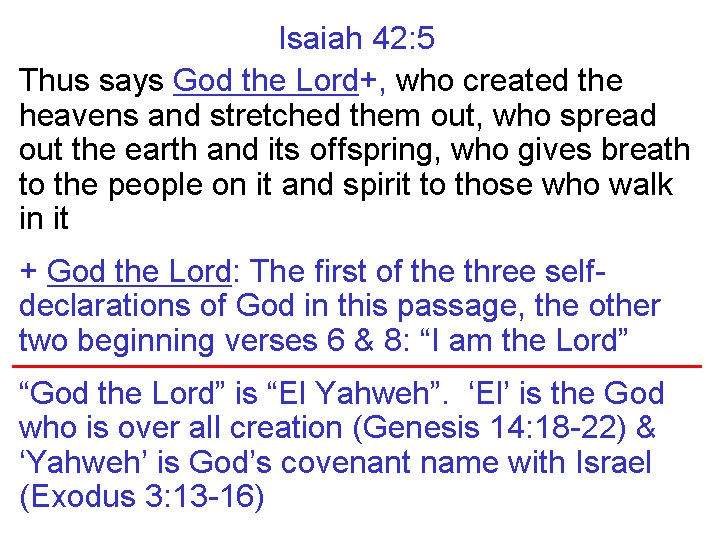 Isaiah 42:5
Thus says God the Lord+, who created the
heavens and stretched them out, who spread
out the earth and its offspring, who gives breath
to the people on it and spirit to those who walk
in it
+ God the Lord: The first of the three self-
declarations of God in this passage, the other
two beginning verses 6 & 8: “I am the Lord”
“God the Lord” is “El Yahweh”.  ‘El’ is the God
who is over all creation (Genesis 14:18-22) &
‘Yahweh’ is God’s covenant name with Israel
(Exodus 3:13-16)